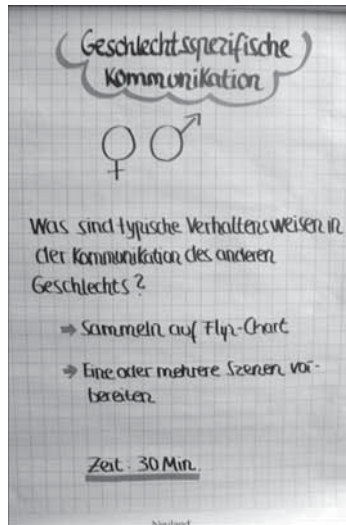 Geschlechtsspezifische
Kommunikation
Was sind typische Verhaltensweisen in
der Kommunikation des anderen
Geschlechts?
⇒ Sammeln auf Flip-Chart
⇒ Eine oder mehrere Szenen vor-
bereiten
Zeit: 30 Min.
Neuland